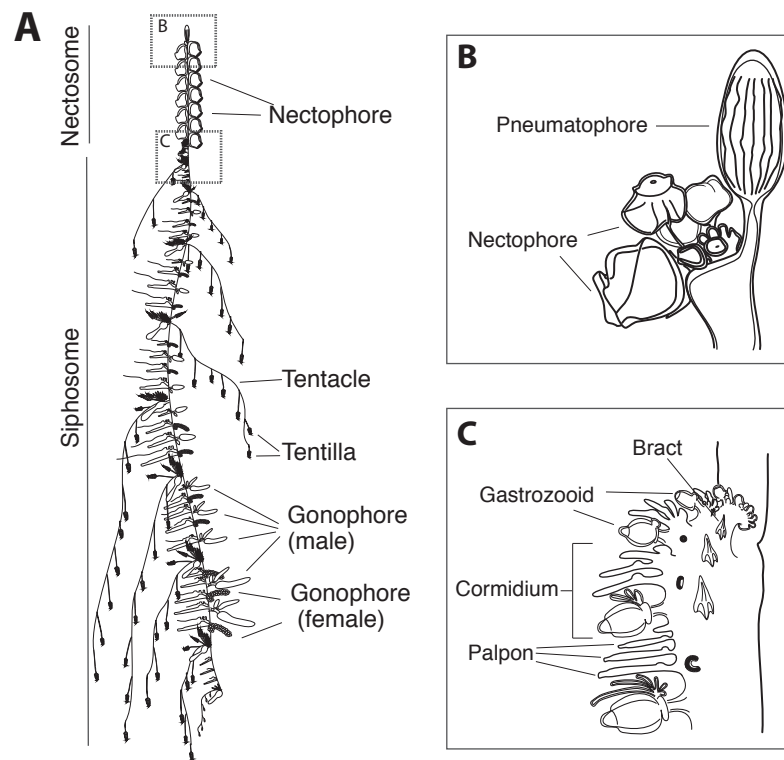 A
B
Nectosome
C
Nectophore
Siphosome
Tentacle
Tentilla
Gonophore
(male)
Gonophore
(female)
B
Pneumatophore
Nectophore
C
Bract
Gastrozooid
Cormidium
Palpon